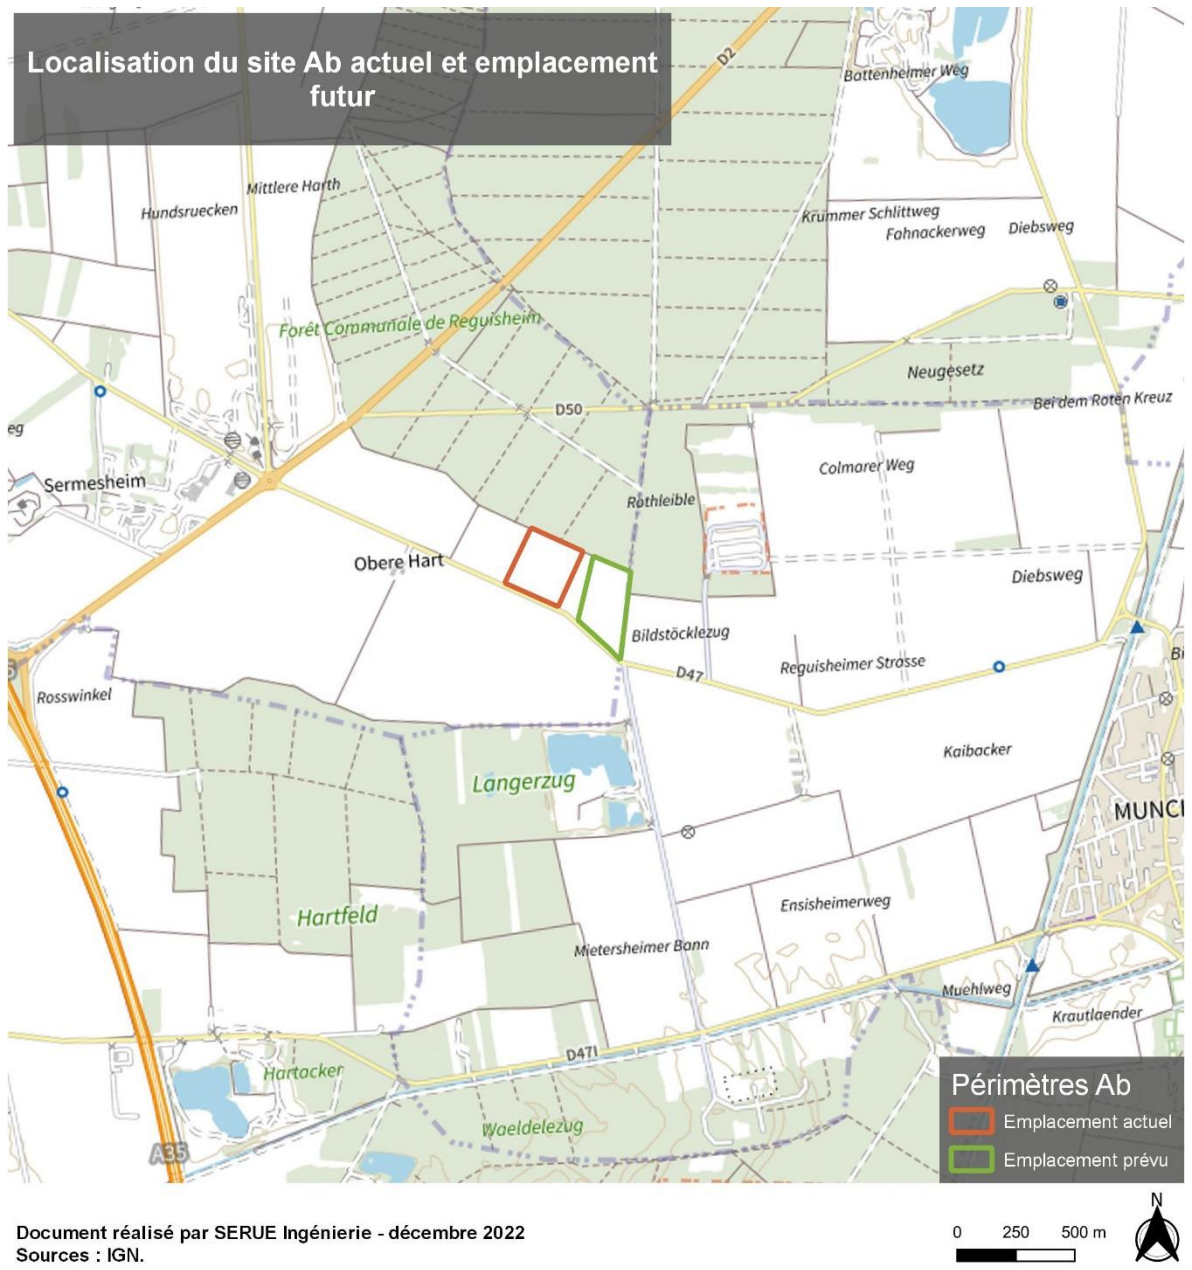 Localisation du site Ab actuel et emplacement
futur
D2
Battenheimer Weg
Mittlere Harth
Hundsruecken
Krummer Schlittweg
Fohnackerweg
Diebsweg
Forêt Communale de Reguisheim
Neugesetz
Bei dem Roten Kreuz
D50
eg
Colmarer Weg
Sermesheim
Rothleible
Obere Hart
Diebsweg
Bildstöcklezug
Reguisheimer Strasse
D47
Rosswinkel
Kaibacker
Langerzug
MUNCH
Ensisheimerweg
Hartfeld
Mietersheimer Bann
Muehlweg
Krautlaender
D47I
Hartacker
Waeldelezug
A35
Périmètres Ab
Emplacement actuel
Emplacement prévu
N
Document réalisé par SERUE Ingénierie - décembre 2022
Sources : IGN.
0 250 500 m